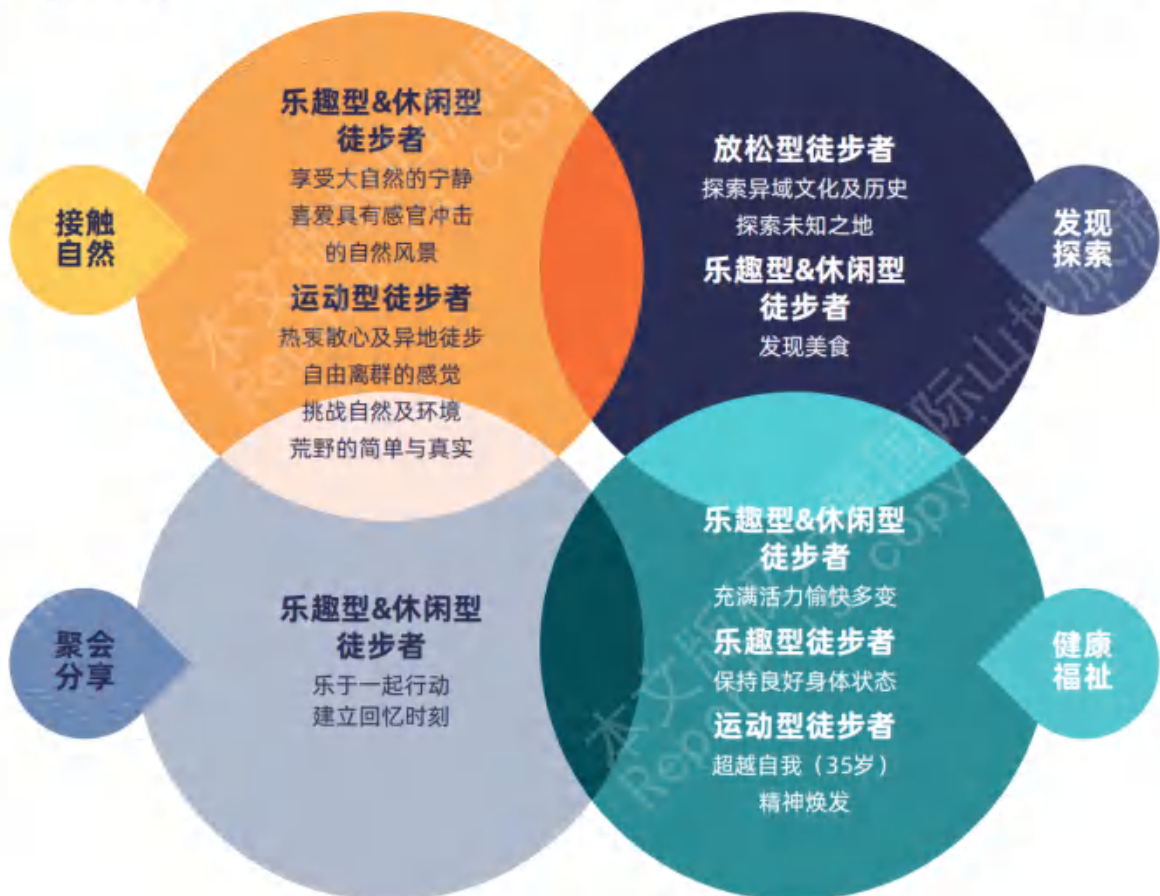 接触
自然
乐趣型&休闲型
徒步者
享受大自然的宁静
喜爱具有感官冲击
的自然风景
运动型徒步者
热衷散心及异地徒步
自由离群的感觉
挑战自然及环境
荒野的简单与真实
放松型徒步者
探索异域文化及历史
探索未知之地
乐趣型&休闲型
徒步者
发现美食
发现
探索
聚会
分享
乐趣型&休闲型
徒步者
乐于一起行动
建立回忆时刻
乐趣型&休闲型
徒步者
充满活力愉快多变
乐趣型徒步者
保持良好身体状态
运动型徒步者
超越自我（35岁）
精神焕发
健康
福祉